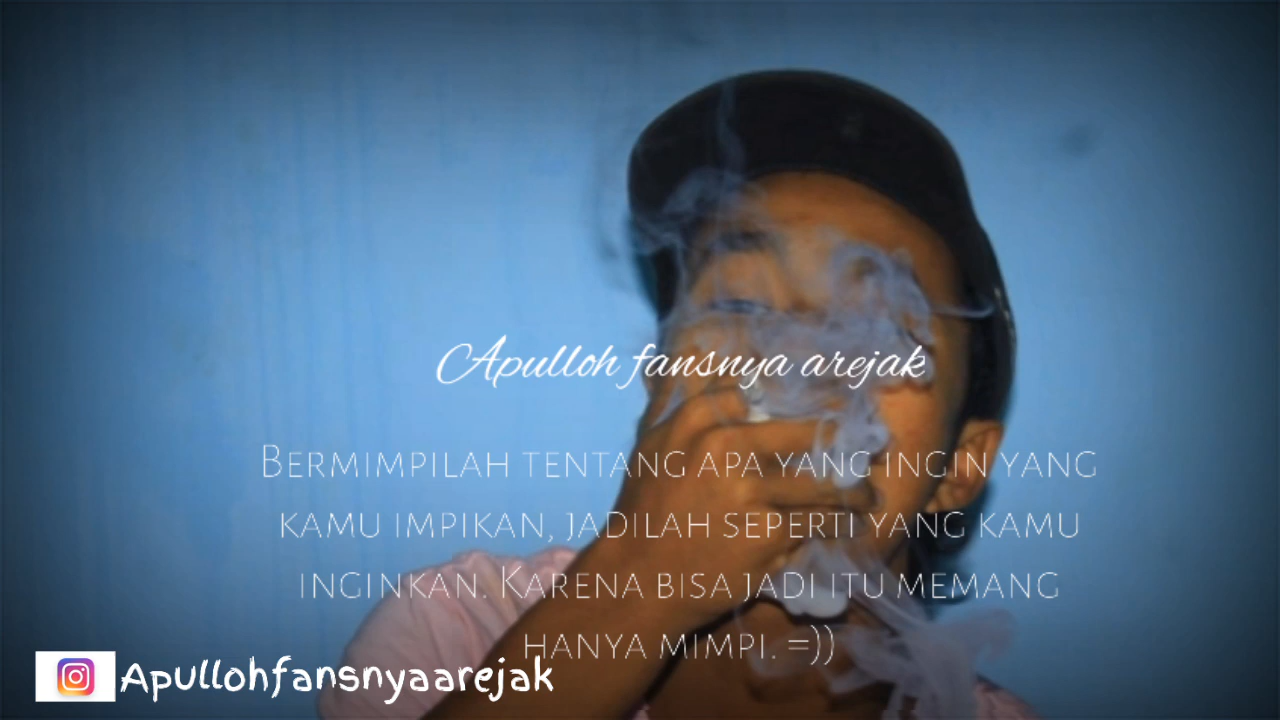 Apulloh fansnya arejak
Bermimpilah tentang apa yang ingin yang
kamu impikan, jadilah seperti yang kamu
inginkan. Karena bisa jadi itu memang
hanya mimpi. =))
Apullohfansnyaarejak